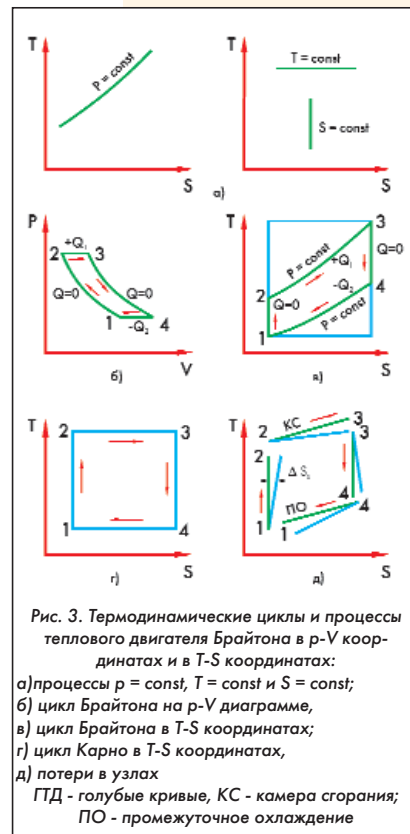 T
P = const
S
T
T = const
S = const
S
а)
P
+Q₁
2
3
Q=0
Q=0
1
4
-Q₂
V
б)
T
3
P = const
+Q₁
Q=0
2
-Q₂
4
Q=0
1
P = const
S
в)
T
2
3
1
4
S
г)
T
КС
2
3
2
Δ S
4
ПО
4
1
1
S
д)
Рис. 3. Термодинамические циклы и процессы
теплового двигателя Брайтона в p-V коор-
динатах и в T-S координатах:
а)процессы p = const, T = const и S = const;
б) цикл Брайтона на p-V диаграмме,
в) цикл Брайтона в T-S координатах;
г) цикл Карно в T-S координатах,
д) потери в узлах
ГТД - голубые кривые, КС - камера сгорания;
ПО - промежуточное охлаждение